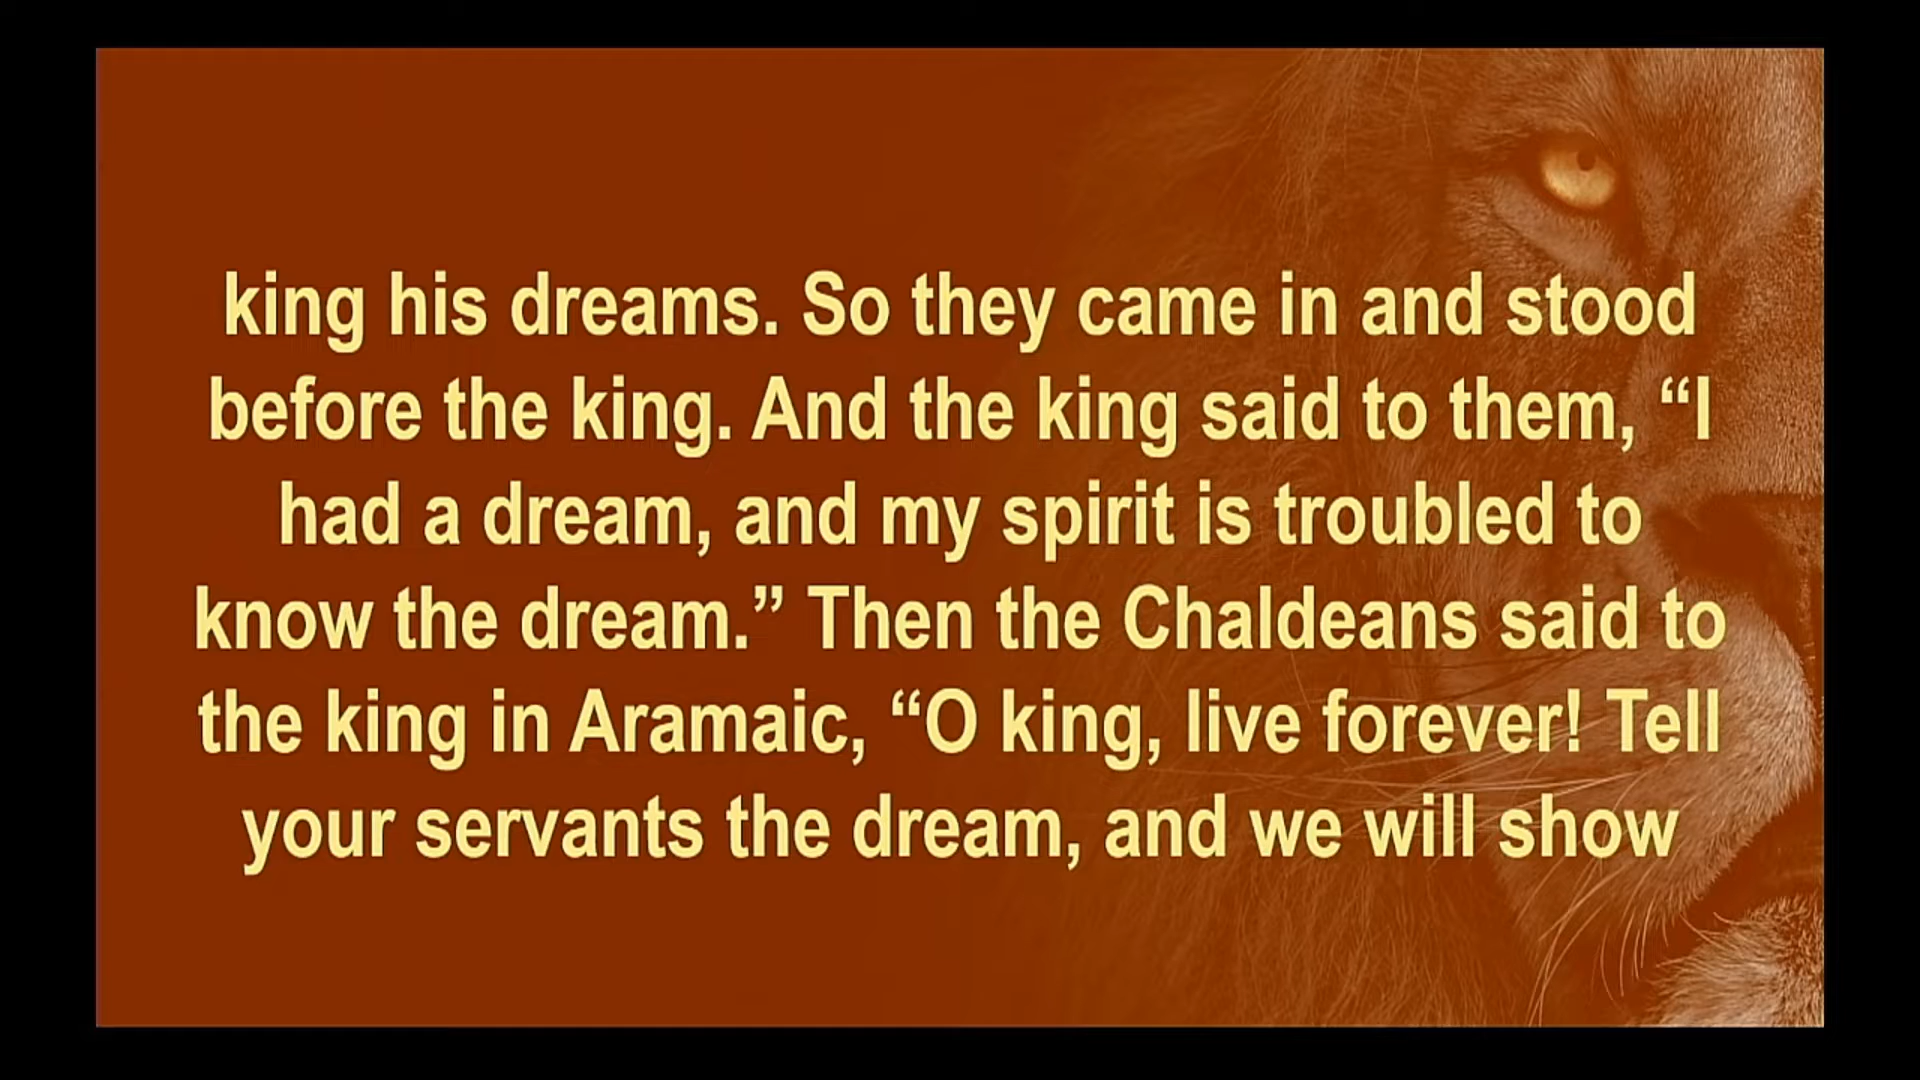 king his dreams. So they came in and stood
before the king. And the king said to them, “I
had a dream, and my spirit is troubled to
know the dream.” Then the Chaldeans said to
the king in Aramaic, “O king, live forever! Tell
your servants the dream, and we will show